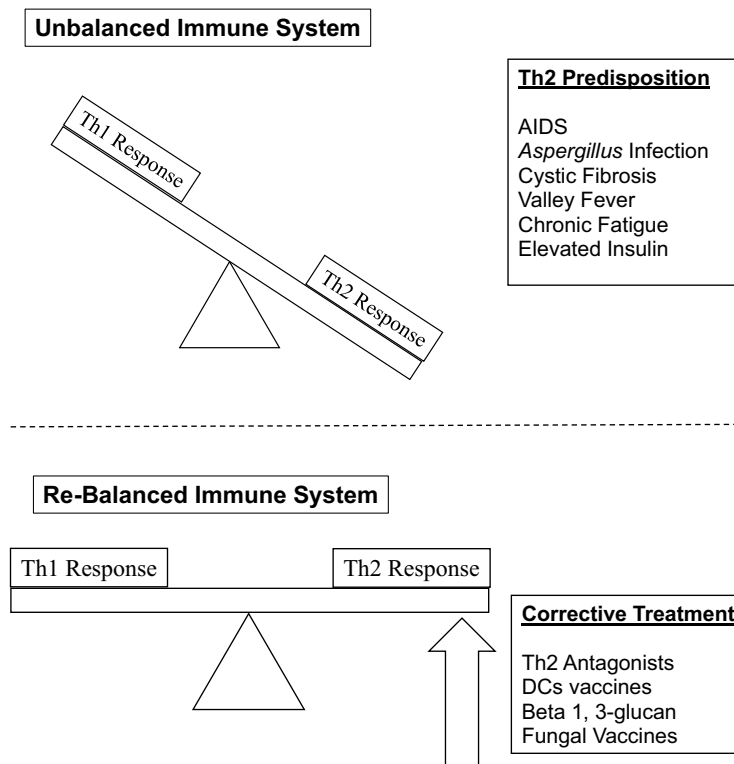 Unbalanced Immune System
Th1 Response
Th2 Response
Th2 Predisposition
AIDS
Aspergillus Infection
Cystic Fibrosis
Valley Fever
Chronic Fatigue
Elevated Insulin
Re-Balanced Immune System
Th1 Response
Th2 Response
Corrective Treatment
Th2 Antagonists
DCs vaccines
Beta 1, 3-glucan
Fungal Vaccines